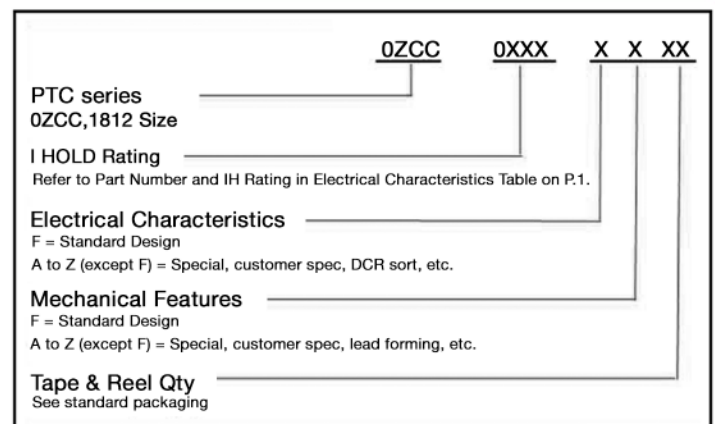 0ZCC 0XXX X X XX
PTC series
0ZCC,1812 Size
I HOLD Rating
Refer to Part Number and IH Rating in Electrical Characteristics Table on P.1.
Electrical Characteristics
F = Standard Design
A to Z (except F) = Special, customer spec, DCR sort, etc.
Mechanical Features
F = Standard Design
A to Z (except F) = Special, customer spec, lead forming, etc.
Tape & Reel Qty
See standard packaging